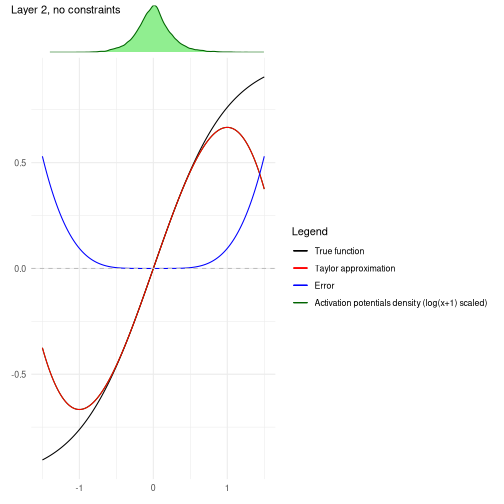 Layer 2, no constraints
0.5
0.0
-0.5
-1
0
1
Legend
True function
Taylor approximation
Error
Activation potentials density (log(x+1) scaled)